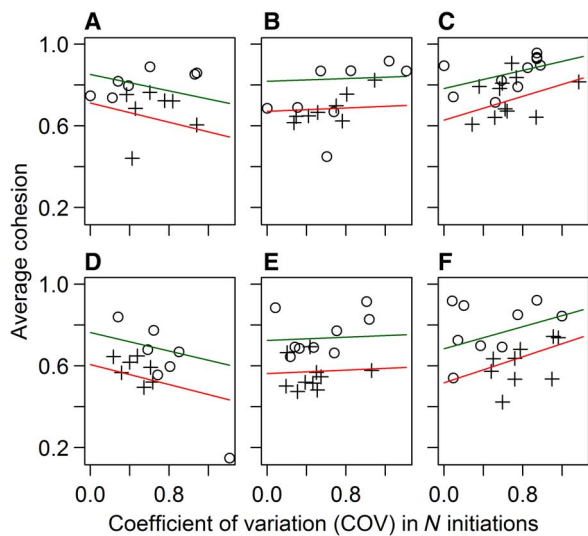 A B C
1.0
0.6
0.2
D E F
1.0
0.6
0.2
0.0 0.8 0.0 0.8 0.0 0.8
Average cohesion
Coefficient of variation (COV) in N initiations